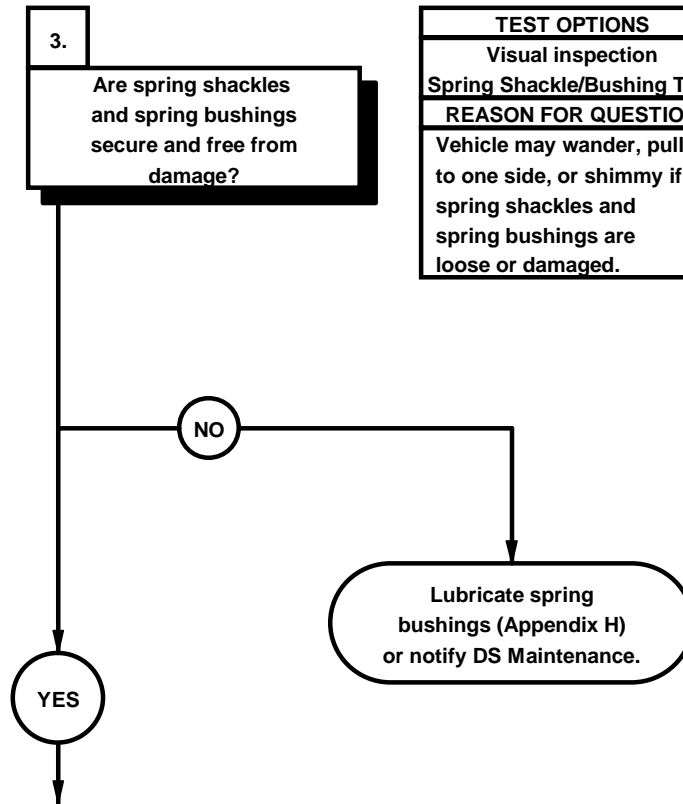 3.
Are spring shackles
and spring bushings
secure and free from
damage?
TEST OPTIONS
Visual inspection
Spring Shackle/Bushing
REASON FOR
Vehicle may wander, pull
to one side, or shimmy if
spring shackles and
spring bushings are
loose or damaged.
NO
Lubricate spring
bushings (Appendix H)
or notify DS Maintenance.
YES